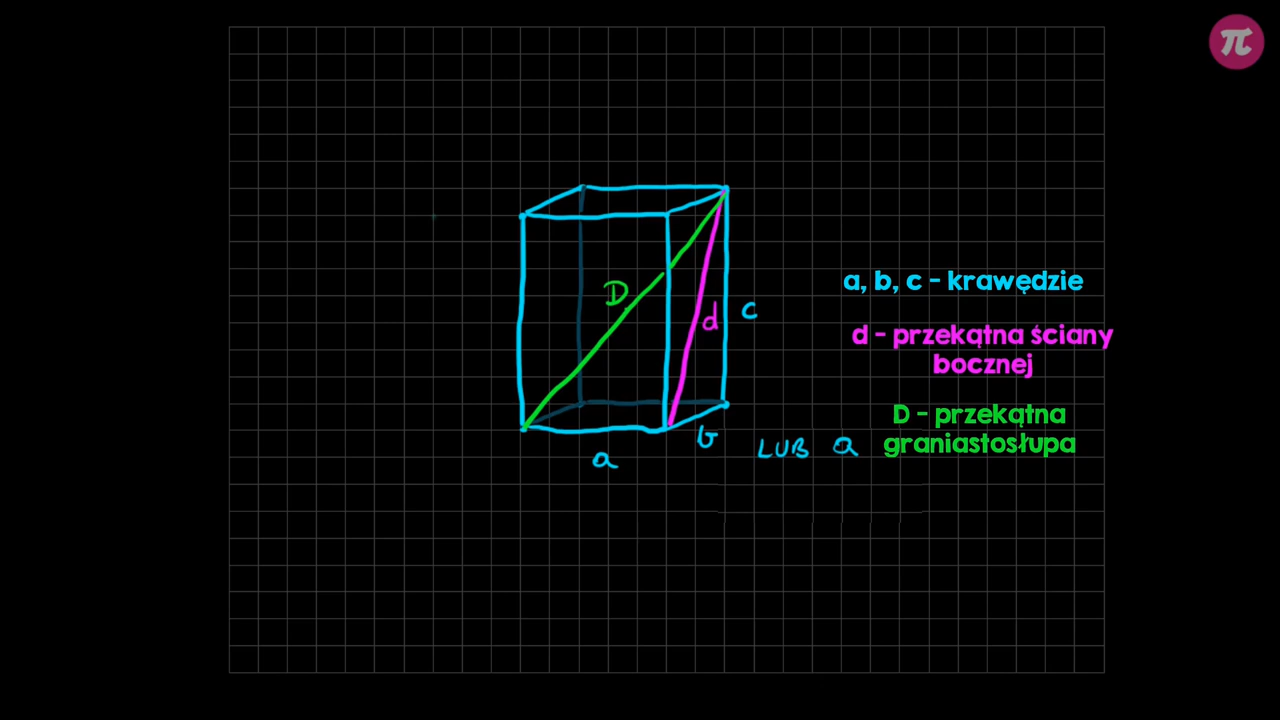 π
D
d
c
a, b, c - krawędzie
d - przekątna ściany
bocznej
D - przekątna
graniastosłupa
a
b LUB a